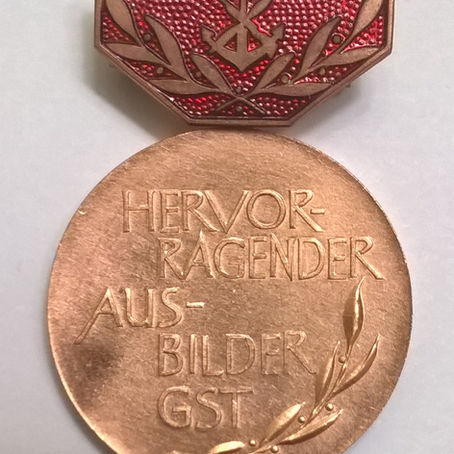 HERVOR-
RAGENDER
AUS-
BILDER
GST